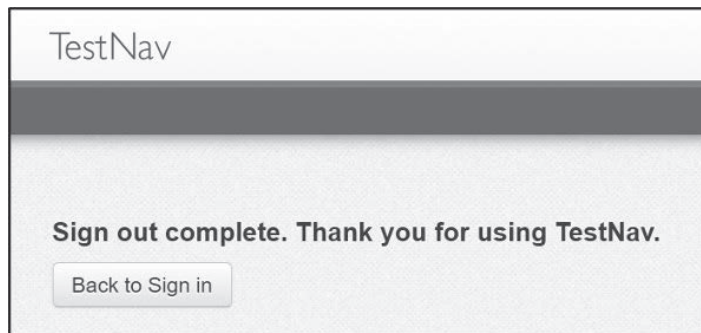 TestNav
Sign out complete. Thank you for using TestNav.
Back to Sign in